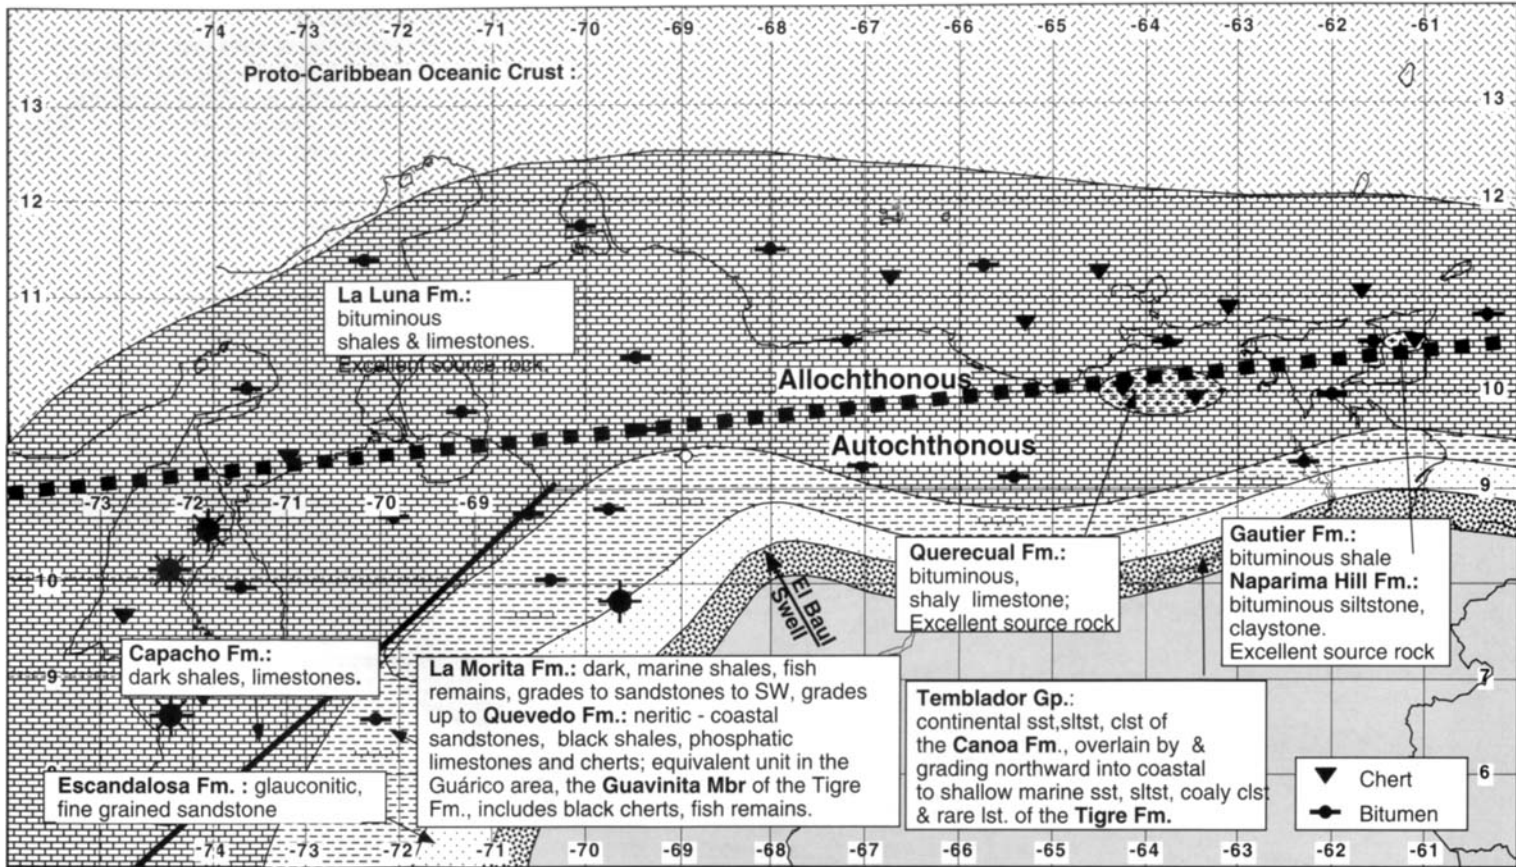 -74 -73 -72 -71 -70 -69 -68 -67 -66 -65 -64 -63 -62 -61
Proto-Caribbean Oceanic Crust :
13 13
12 12
11
La Luna Fm.:
bituminous
shales & limestones.
Excellent source rock.
Allochthonous
10
Autochthonous
-73 -72 -71 -70 -69
9
10
El Baul
Swell
Querecual Fm.:
bituminous,
shaly limestone;
Excellent source rock
Gautier Fm.:
bituminous shale
Naparima Hill Fm.:
bituminous siltstone,
claystone.
Excellent source rock
Capacho Fm.:
dark shales, limestones.
9
7
La Morita Fm.: dark, marine shales, fish
remains, grades to sandstones to SW, grades
up to Quevedo Fm.: neritic - coastal
sandstones, black shales, phosphatic
limestones and cherts; equivalent unit in the
Guárico area, the Guavinita Mbr of the Tigre
Fm., includes black cherts, fish remains.
Temblador Gp.:
continental sst,sltst, clst of
the Canoa Fm., overlain by &
grading northward into coastal
to shallow marine sst, sltst, coaly clst
& rare lst. of the Tigre Fm.
Escandalosa Fm. : glauconitic,
fine grained sandstone
6
Chert
Bitumen
-74 -73 -72 -71 -70 -69 -68 -67 -66 -65 -64 -63 -62 -61